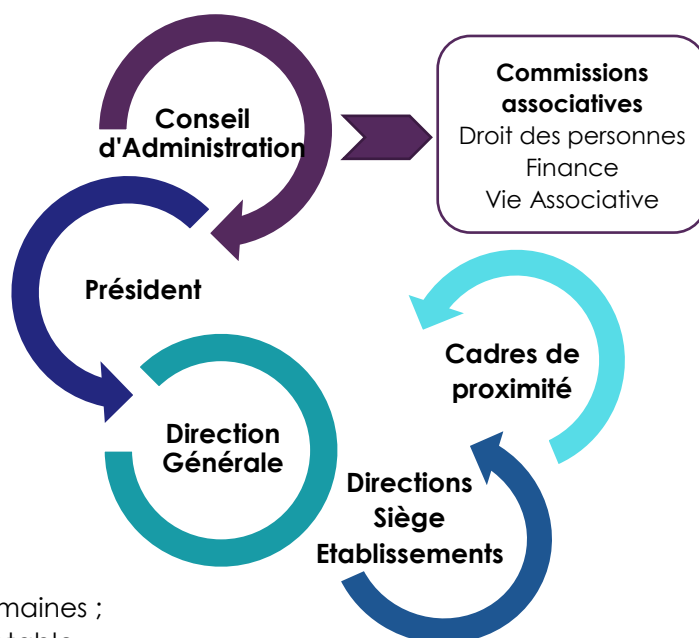 Conseil
d'Administration
Commissions
associatives
Droit des personnes
Finance
Vie Associative
Président
Cadres de
proximité
Direction
Générale
Directions
Siège
Etablissements
maines ;